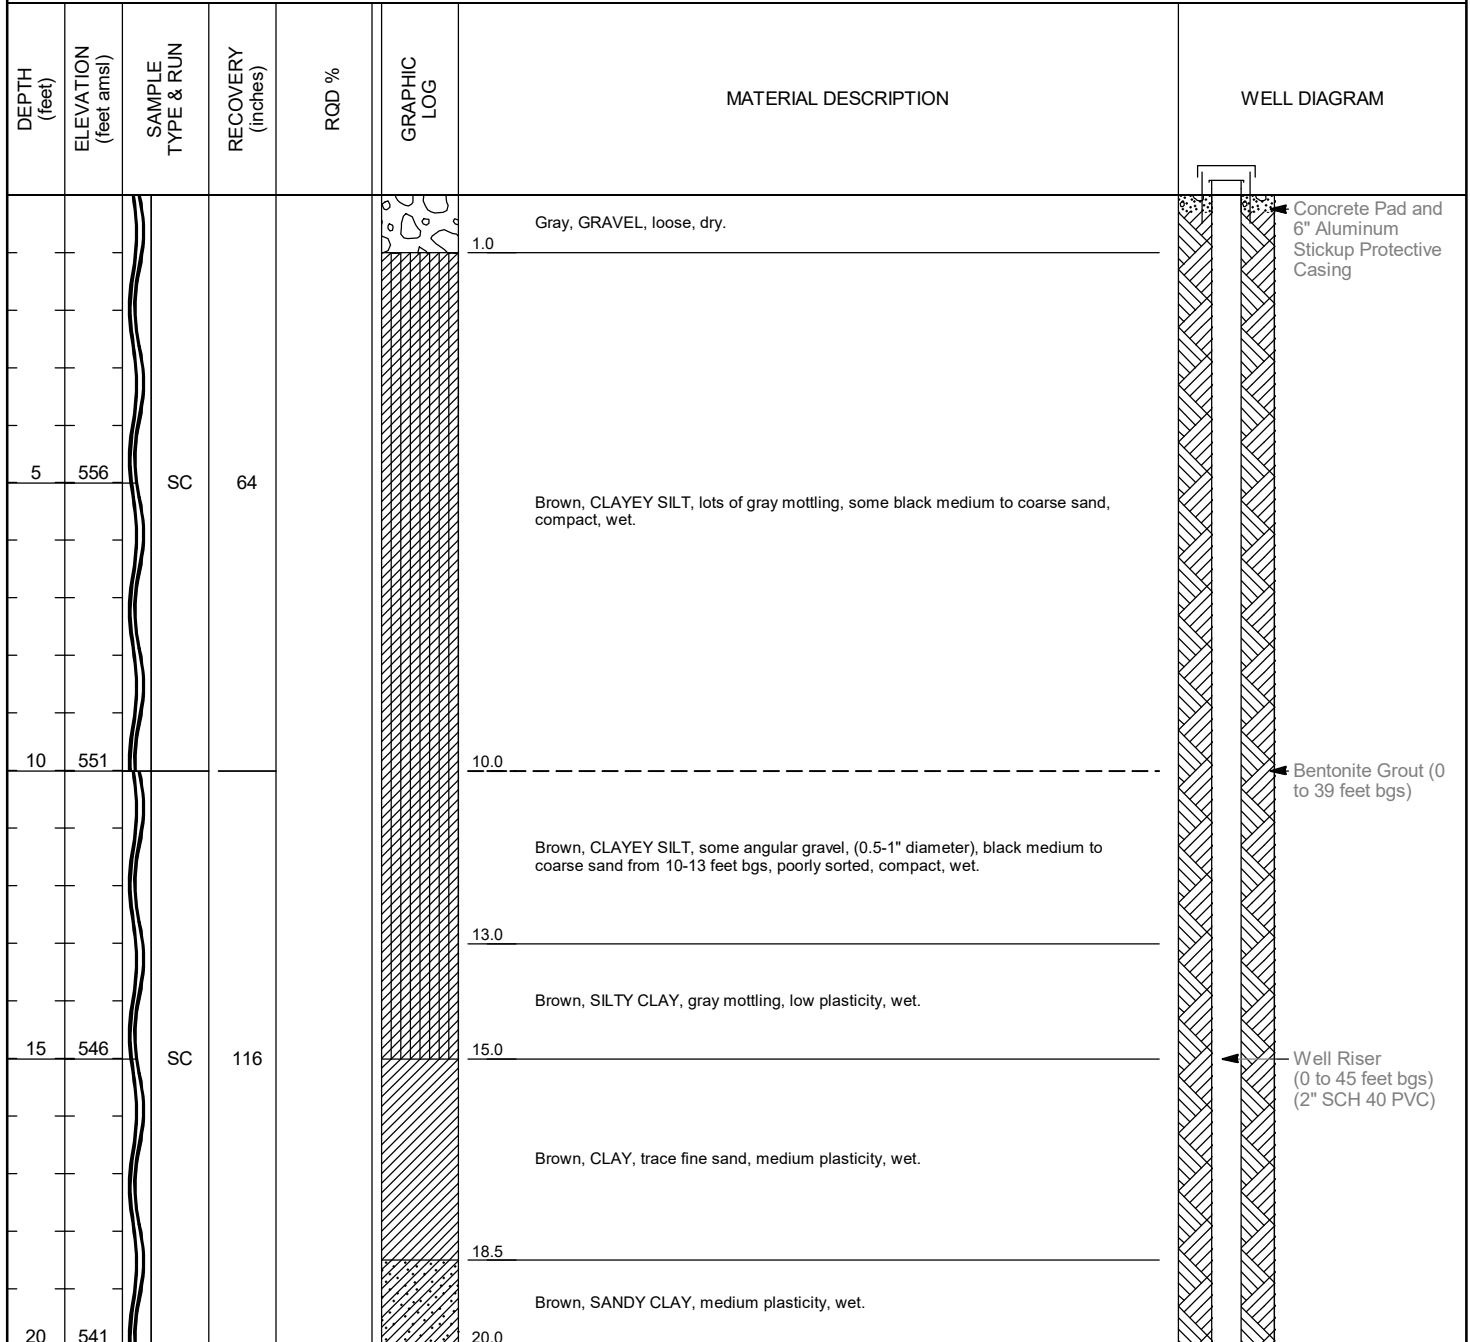 DEPTH
(feet)
ELEVATION
(feet amsl)
SAMPLE
TYPE & RUN
RECOVERY
(inches)
RQD %
GRAPHIC
LOG
MATERIAL DESCRIPTION
WELL DIAGRAM
Gray, GRAVEL, loose, dry.
1.0
Concrete Pad and
6" Aluminum
Stickup Protective
Casing
5 556 SC 64
Brown, CLAYEY SILT, lots of gray mottling, some black medium to coarse sand,
compact, wet.
10 551 10.0
Bentonite Grout (0
to 39 feet bgs)
Brown, CLAYEY SILT, some angular gravel, (0.5-1" diameter), black medium to
coarse sand from 10-13 feet bgs, poorly sorted, compact, wet.
13.0
Brown, SILTY CLAY, gray mottling, low plasticity, wet.
15 546 SC 116 15.0
Well Riser
(0 to 45 feet bgs)
(2" SCH 40 PVC)
Brown, CLAY, trace fine sand, medium plasticity, wet.
18.5
Brown, SANDY CLAY, medium plasticity, wet.
20 541 20.0